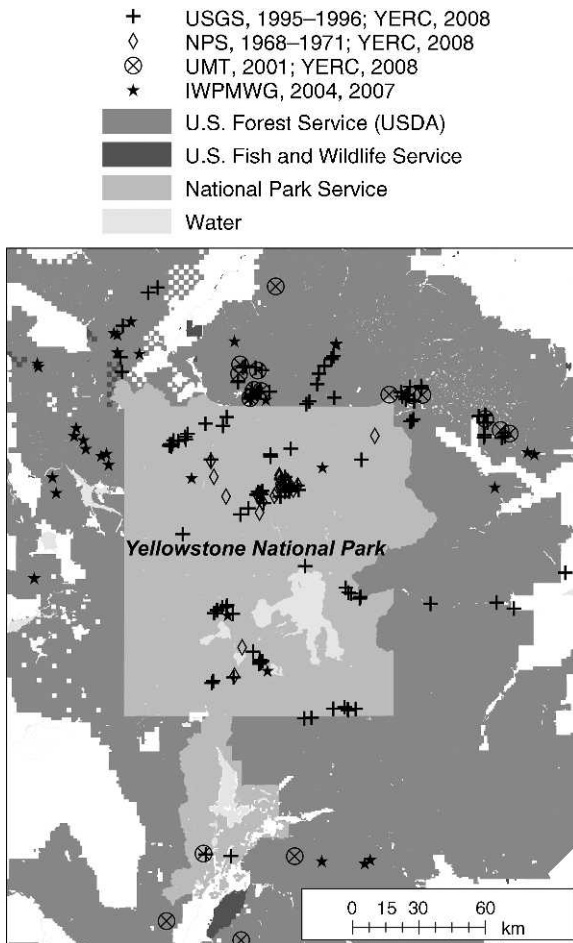 USGS, 1995–1996; YERC, 2008
NPS, 1968–1971; YERC, 2008
UMT, 2001; YERC, 2008
IWPMWG, 2004, 2007
U.S. Forest Service (USDA)
U.S. Fish and Wildlife Service
National Park Service
Water
Yellowstone National Park
0 15 30 60
km